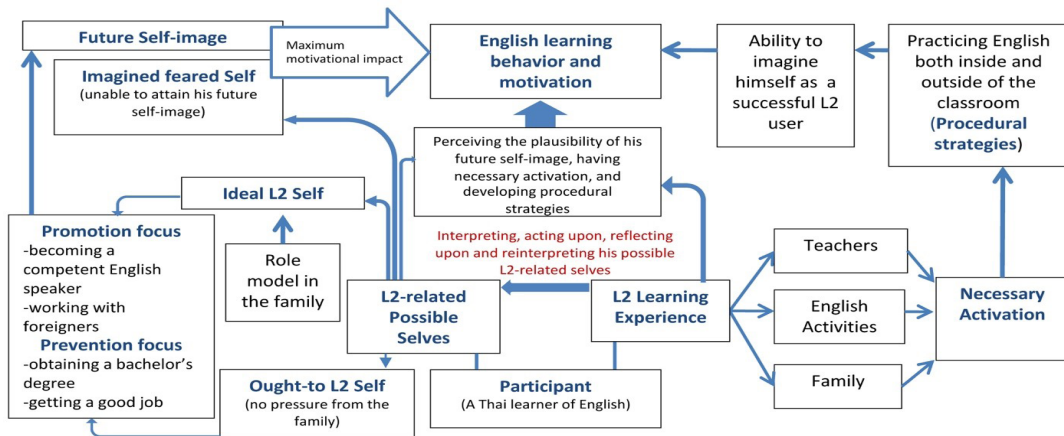 Future Self-image
Imagined feared Self
(unable to attain his future
self-image)
Maximum
motivational impact
English learning
behavior and
motivation
Ability to
imagine
himself as a
successful L2
user
Practicing English
both inside and
outside of the
classroom
(Procedural
strategies)
Perceiving the plausibility of his
future self-image, having
necessary activation, and
developing procedural
strategies
Ideal L2 Self
Promotion focus
-becoming a
competent English
speaker
-working with
foreigners
Prevention focus
-obtaining a bachelor's
degree
-getting a good job
Role
model in
the family
Interpreting, acting upon, reflecting
upon and reinterpreting his possible
L2-related selves
L2-related
Possible
Selves
L2 Learning
Experience
Teachers
English
Activities
Family
Necessary
Activation
Ought-to L2 Self
(no pressure from the
family)
Participant
(A Thai learner of English)